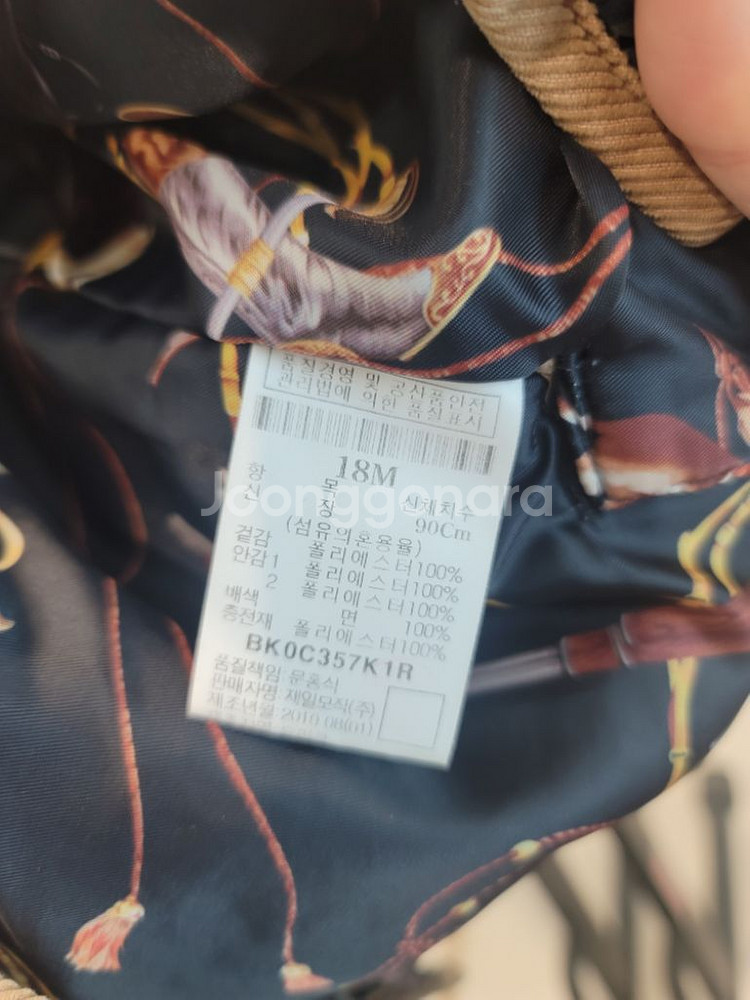 품질경영 및 공산품안전
관리법에 의한 품질표시
18M
항 목 신체치수
신 장 90Cm
(섬유의혼용율)
겉감 폴리에스터100%
안감1 폴리에스터100%
2 폴리에스터100%
배색 면 100%
충전재 폴리에스터100%
BK0C357K1R
품질책임:문홍식
판매자명:제일모직(주)
제조년월:2010.08(01)
Joonggonara